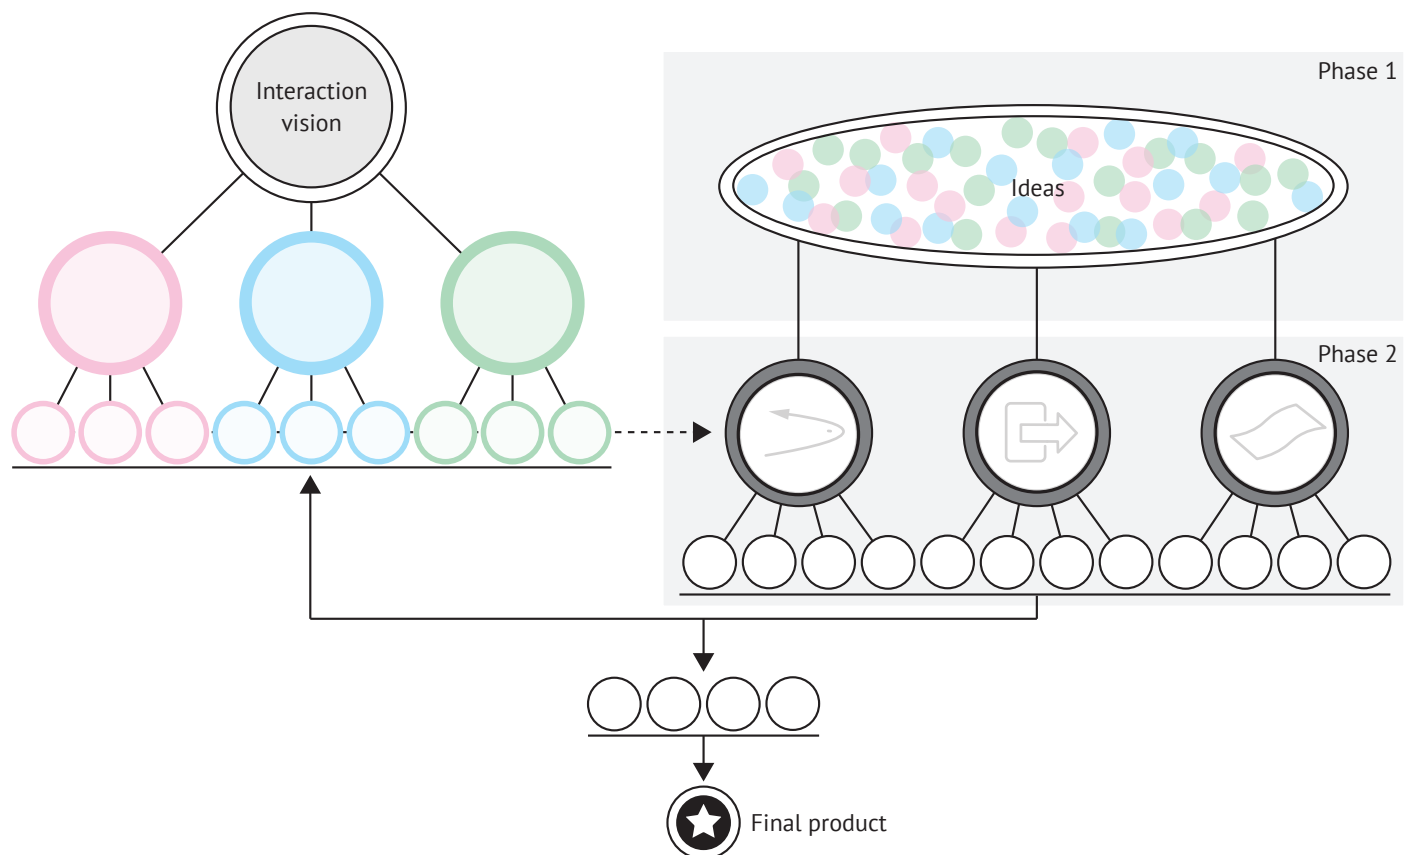 Interaction
vision
Phase 1
Ideas
Phase 2
Final product